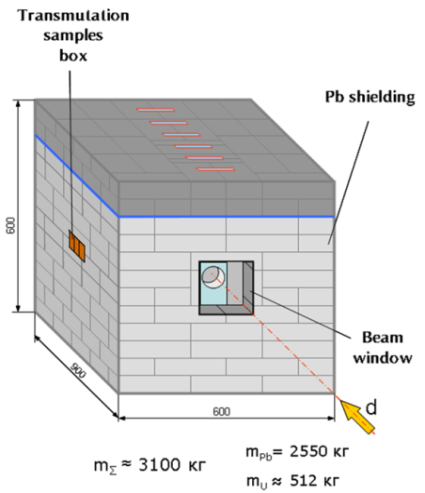 Transmutation
samples
box
Pb shielding
600
Beam
window
900
600
d
m_Σ ≈ 3100 кг
m_Pb = 2550 кг
m_U ≈ 512 кг